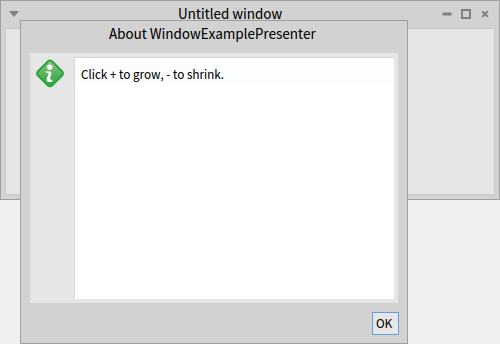 Untitled window
About WindowExamplePresenter
Click + to grow, - to shrink.
OK